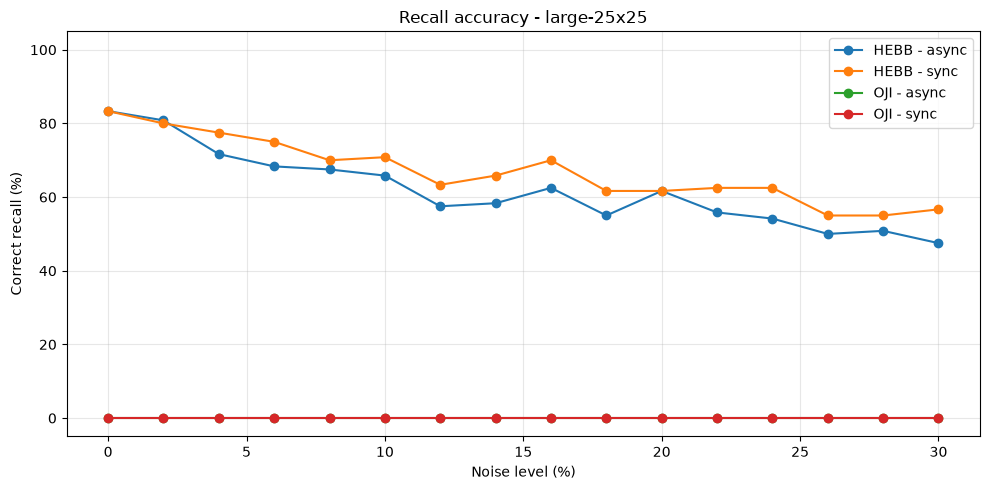 Recall accuracy - large-25x25
HEBB - async
HEBB - sync
OJI - async
OJI - sync
Correct recall (%)
100
80
60
40
20
0
0 5 10 15 20 25 30
Noise level (%)